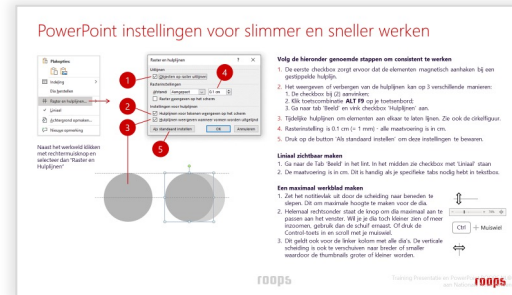 PowerPoint instellingen voor slimmer en sneller werken
Plakopties:
Indeling
Dia herstellen
Raster en hulplijnen...
Liniaal
Achtergrond opmaken...
Nieuwe opmerking
Naast het werkveld klikken
met rechtermuisknop en
selecteer dan "Raster en
Hulplijnen"
Raster en hulplijnen
Uitlijnen
Objecten op raster uitlijnen
Rasterinstellingen
Afstand: Aangepast 0.1 cm
Raster weergeven op het scherm
Instellingen voor hulplijnen
Hulplijnen voor tekenen weergeven op het scherm
Hulplijnen weergeven wanneer vormen worden uitgelijnd
Als standaard instellen
OK
Annuleren
1
2
3
4
5
Volg de hieronder genoemde stappen om consistent te werken
1. De eerste checkbox zorgt ervoor dat de elementen magnetisch aanhaken bij een
gestippelde hulplijn.
2. Het weergeven of verbergen van de hulplijnen kan op 3 verschillende manieren:
1. De checkbox bij (2) aanvinken;
2. Klik toetscombinatie ALT F9 op je toetsenbord;
3. Ga naar tab 'Beeld' en vink checkbox 'Hulplijnen' aan.
3. Tijdelijke hulplijnen om elementen aan elkaar te laten lijnen. Zie ook de cirkelfiguur.
4. Rasterinstelling is 0.1 cm (= 1 mm) - alle maatvoering is in cm.
5. Druk op de button 'Als standaard instellen' om deze instellingen te bewaren.
Liniaal zichtbaar maken
1. Ga naar de Tab 'Beeld' in het lint. In het midden zie checkbox met 'Liniaal' staan
2. De maatvoering is in cm. Dit is handig als je specifieke tabs nodig hebt in tekstbox.
Een maximaal werkblad maken
1. Zet het notitievlak uit door de scheiding naar beneden te
slepen. Dit om maximale hoogte te maken voor de dia.
2. Helemaal rechtsonder staat de knop om dia maximaal aan te
passen aan het venster. Wil je je dia toch kleiner zien of meer
inzoomen, gebruik dan de schuif ernaast. Of druk de
Control-toets in en scroll met je muiswiel.
3. Dit geldt ook voor de linker kolom met alle dia's. De verticale
scheiding is ook te verschuiven naar breder of smaller
waardoor de thumbnails groter of kleiner worden.
Ctrl + Muiswiel
roops
roops